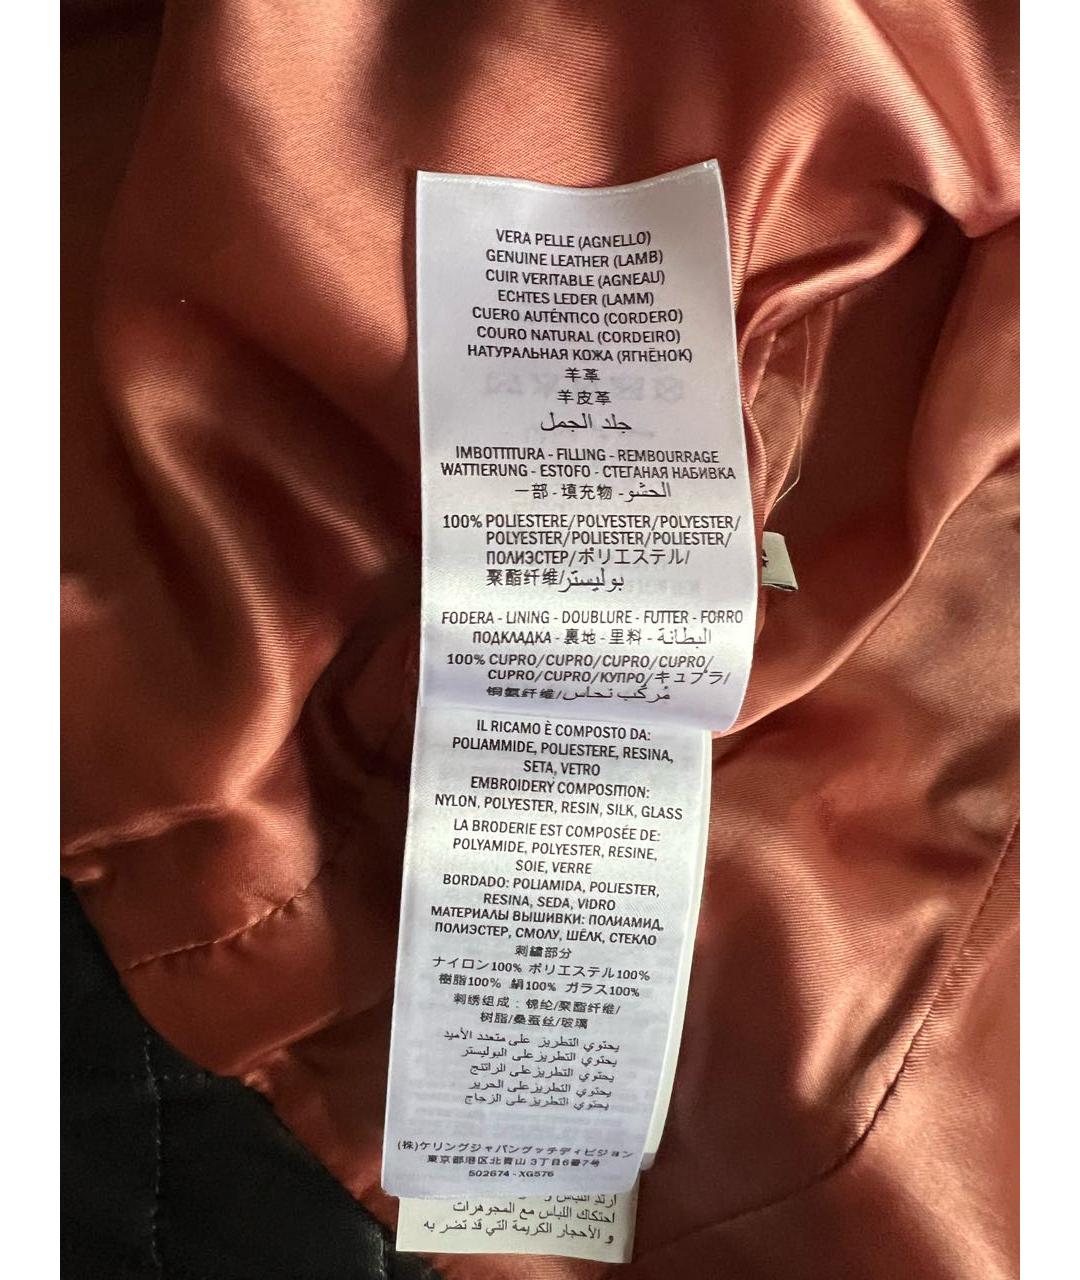 VERA PELLE (AGNELLO)
GENUINE LEATHER (LAMB)
CUIR VERITABLE (AGNEAU)
ECHTES LEDER (LAMM)
CUERO AUTÉNTICO (CORDERO)
COURO NATURAL (CORDEIRO)
НАТУРАЛЬНАЯ КОЖА (ЯГНЁНОК)
羊革
羊皮革
جلد الجمل
IMBOTTITURA - FILLING - REMBOURRAGE
WATTIERUNG - ESTOFO - СТЕГАНАЯ НАБИВКА
一部 - 填充物 - الحشو
100% POLIESTERE/POLYESTER/POLYESTER/
POLYESTER/POLIESTER/POLIESTER/
ПОЛИЭСТЕР/ポリエステル/
聚酯纤维/بوليستر
FODERA - LINING - DOUBLURE - FUTTER - FORRO
ПОДКЛАДКА - 裏地 - 里料 - البطانة
100% CUPRO/CUPRO/CUPRO/CUPRO/
CUPRO/CUPRO/КУПРО/キュプラ/
铜氨纤维/مُركب نحاس
IL RICAMO È COMPOSTO DA:
POLIAMMIDE, POLIESTERE, RESINA,
SETA, VETRO
EMBROIDERY COMPOSITION:
NYLON, POLYESTER, RESIN, SILK, GLASS
LA BRODERIE EST COMPOSÉE DE:
POLYAMIDE, POLYESTER, RESINE,
SOIE, VERRE
BORDADO: POLIAMIDA, POLIESTER,
RESINA, SEDA, VIDRO
МАТЕРИАЛЫ ВЫШИВКИ: ПОЛИАМИД,
ПОЛИЭСТЕР, СМОЛУ, ШЁЛК, СТЕКЛО
刺繍部分
ナイロン100% ポリエステル100%
樹脂100% 絹100% ガラス100%
刺绣组成 : 锦纶/聚酯纤维/
树脂/桑蚕丝/玻璃
يحتوي التطريز على متعدد الأميد
يحتوي التطريز على البوليستر
يحتوي التطريز على الراتنج
يحتوي التطريز على الحرير
يحتوي التطريز على الزجاج
(株)ケリングジャパングッチディビジョン
東京都港区北青山 3丁目6番7号
502674 - XG576
احتكاك اللباس مع المجوهرات
و الأحجار الكريمة التي قد تضر به